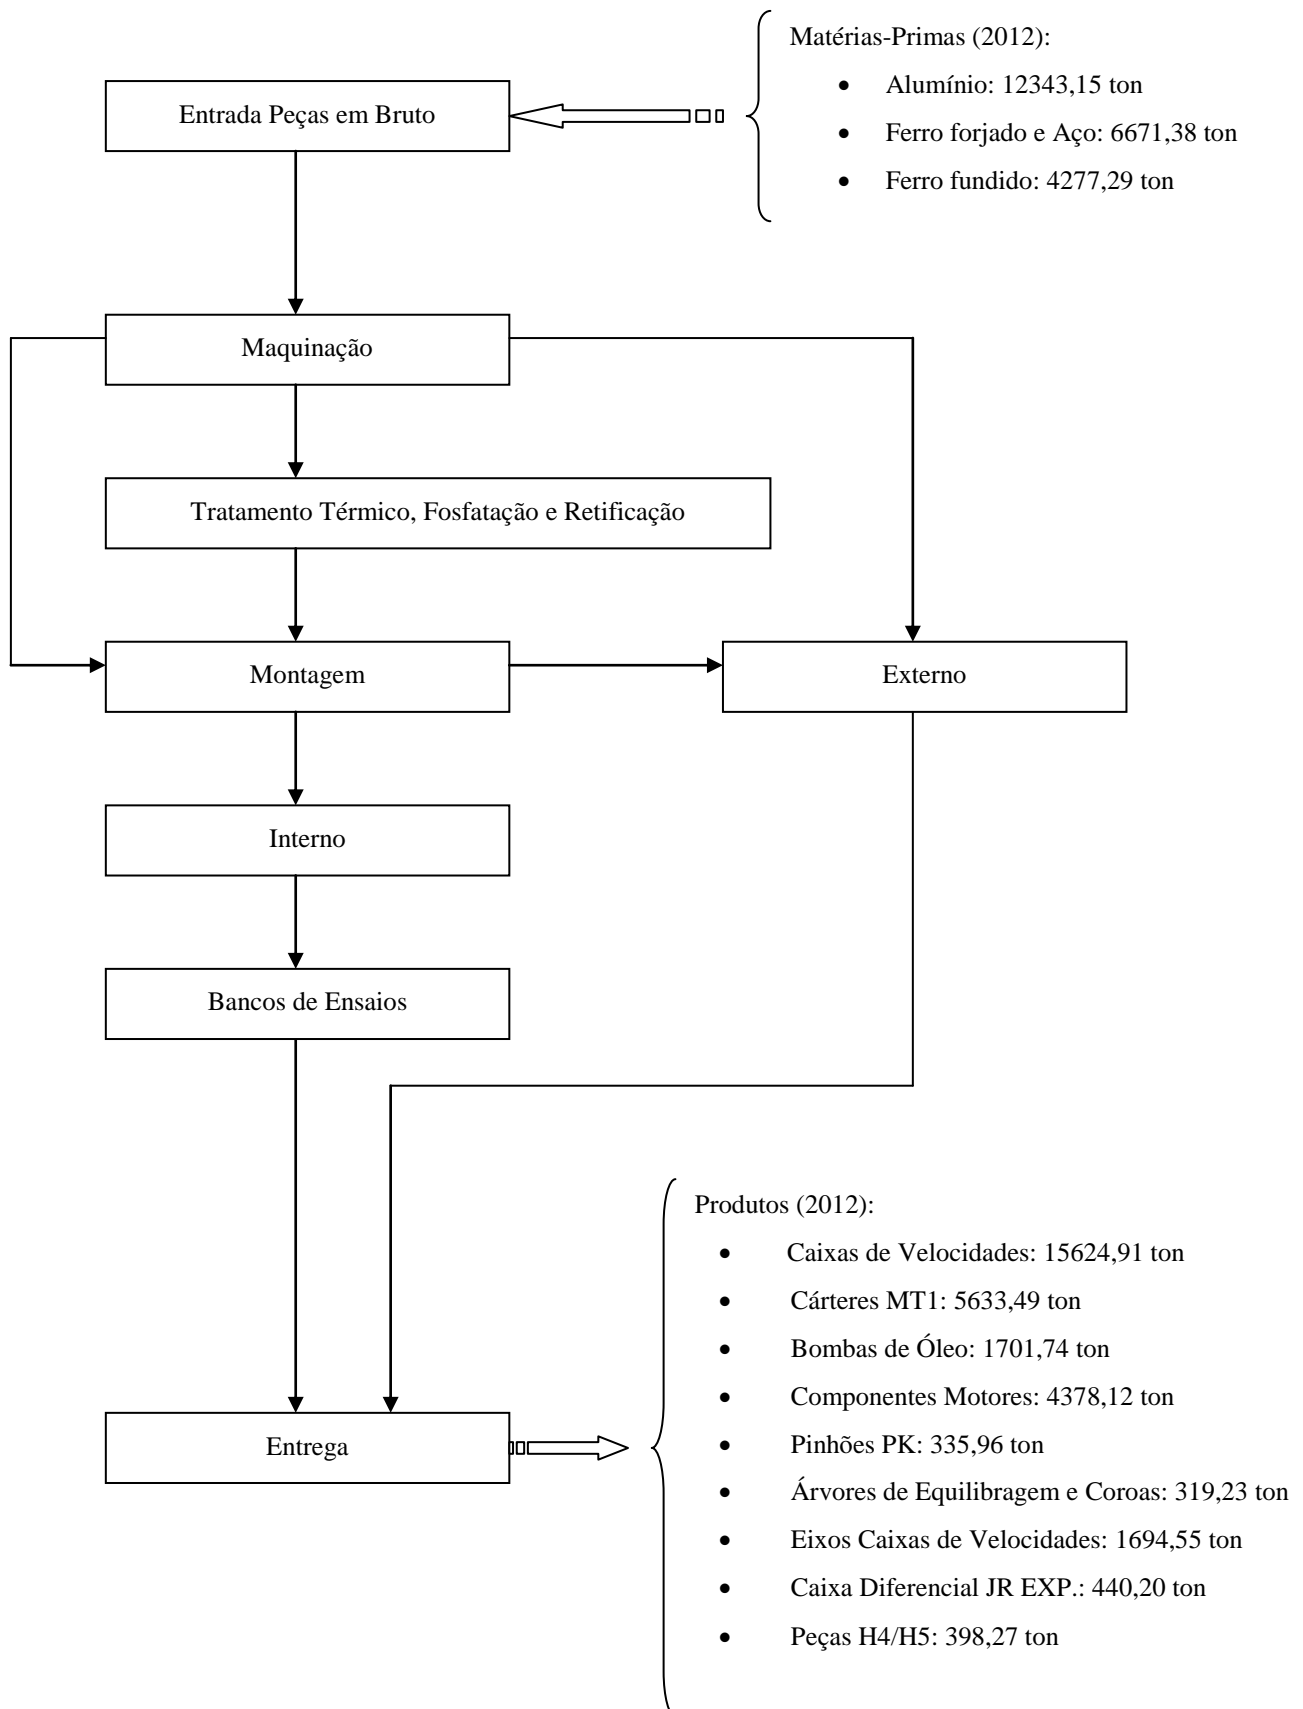 Matérias-Primas (2012):
• Alumínio: 12343,15 ton
Entrada Peças em Bruto
• Ferro forjado e Aço: 6671,38 ton
• Ferro fundido: 4277,29 ton
Maquinação
Tratamento Térmico, Fosfatação e Retificação
Montagem
Externo
Interno
Bancos de Ensaios
Produtos (2012):
• Caixas de Velocidades: 15624,91 ton
• Cárteres MT1: 5633,49 ton
• Bombas de Óleo: 1701,74 ton
• Componentes Motores: 4378,12 ton
Entrega
• Pinhões PK: 335,96 ton
• Árvores de Equilibragem e Coroas: 319,23 ton
• Eixos Caixas de Velocidades: 1694,55 ton
• Caixa Diferencial JR EXP.: 440,20 ton
• Peças H4/H5: 398,27 ton